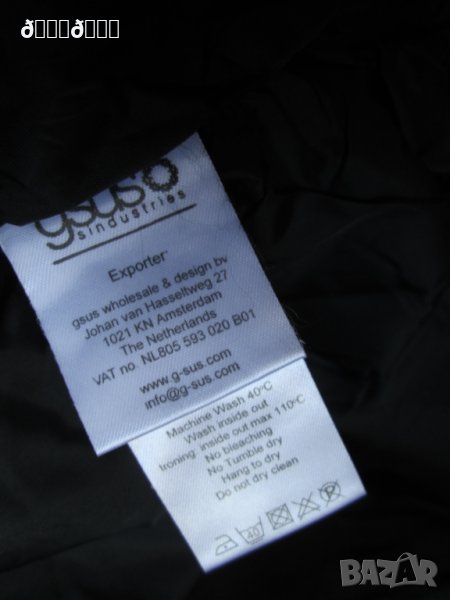 gsus
sindustries
Exporter
gsus wholesale & design bv
Johan van Hasseltweg 27
1021 KN Amsterdam
The Netherlands
VAT no NL805 593 020 B01
www.g-sus.com
info@g-sus.com
Machine Wash 40°C
Wash inside out
Ironing inside out max 110°C
No bleaching
No Tumble dry
Hang to dry
Do not dry clean
40
P
BAZAR